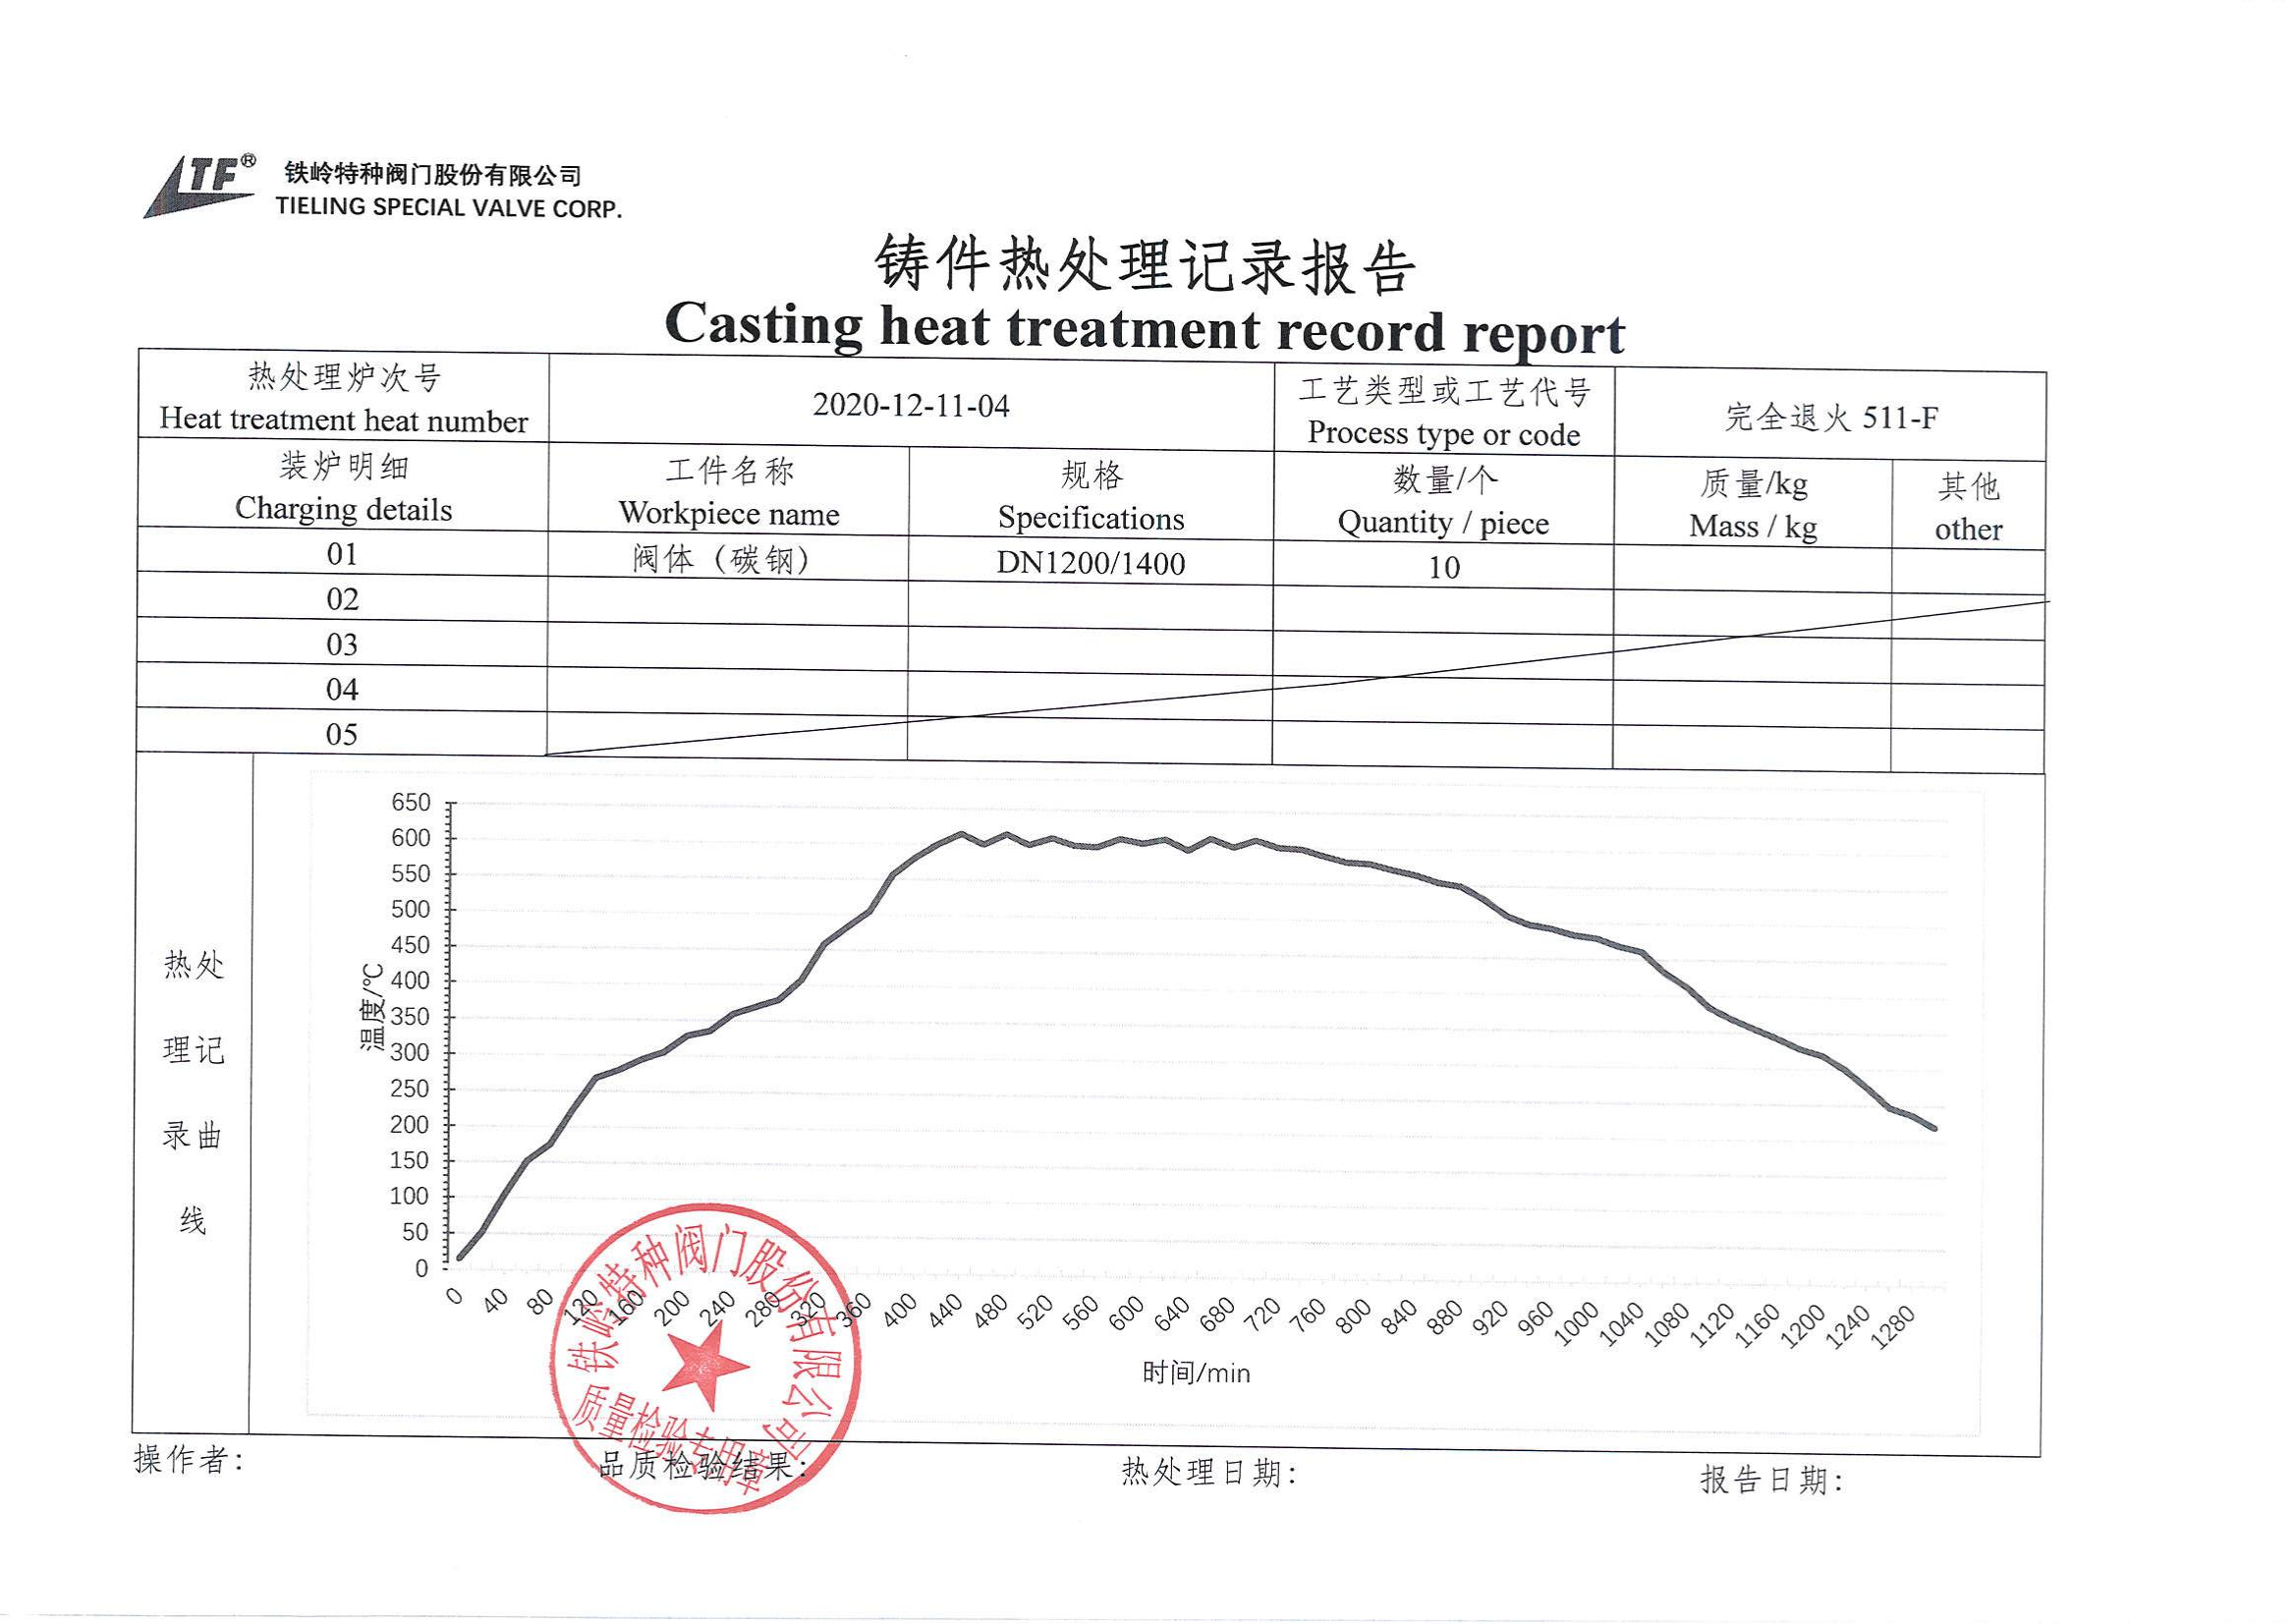 TF®
铁岭特种阀门股份有限公司
TIELING SPECIAL VALVE CORP.
铸件热处理记录报告
Casting heat treatment record report
热处理炉次号
Heat treatment heat number
2020-12-11-04
工艺类型或工艺代号
Process type or code
完全退火 511-F
装炉明细
Charging details
工件名称
Workpiece name
规格
Specifications
数量/个
Quantity / piece
质量/kg
Mass / kg
其他
other
01
阀体（碳钢）
DN1200/1400
10
02
03
04
05
热处
理记
录曲
线
温度/℃
650
600
550
500
450
400
350
300
250
200
150
100
50
0
0 40 80 120 160 200 240 280 320 360 400 440 480 520 560 600 640 680 720 760 800 840 880 920 960 1000 1040 1080 1120 1160 1200 1240 1280
时间/min
铁岭特种阀门股份有限公司
质量检验专用章
操作者：
品质检验结果：
热处理日期：
报告日期：